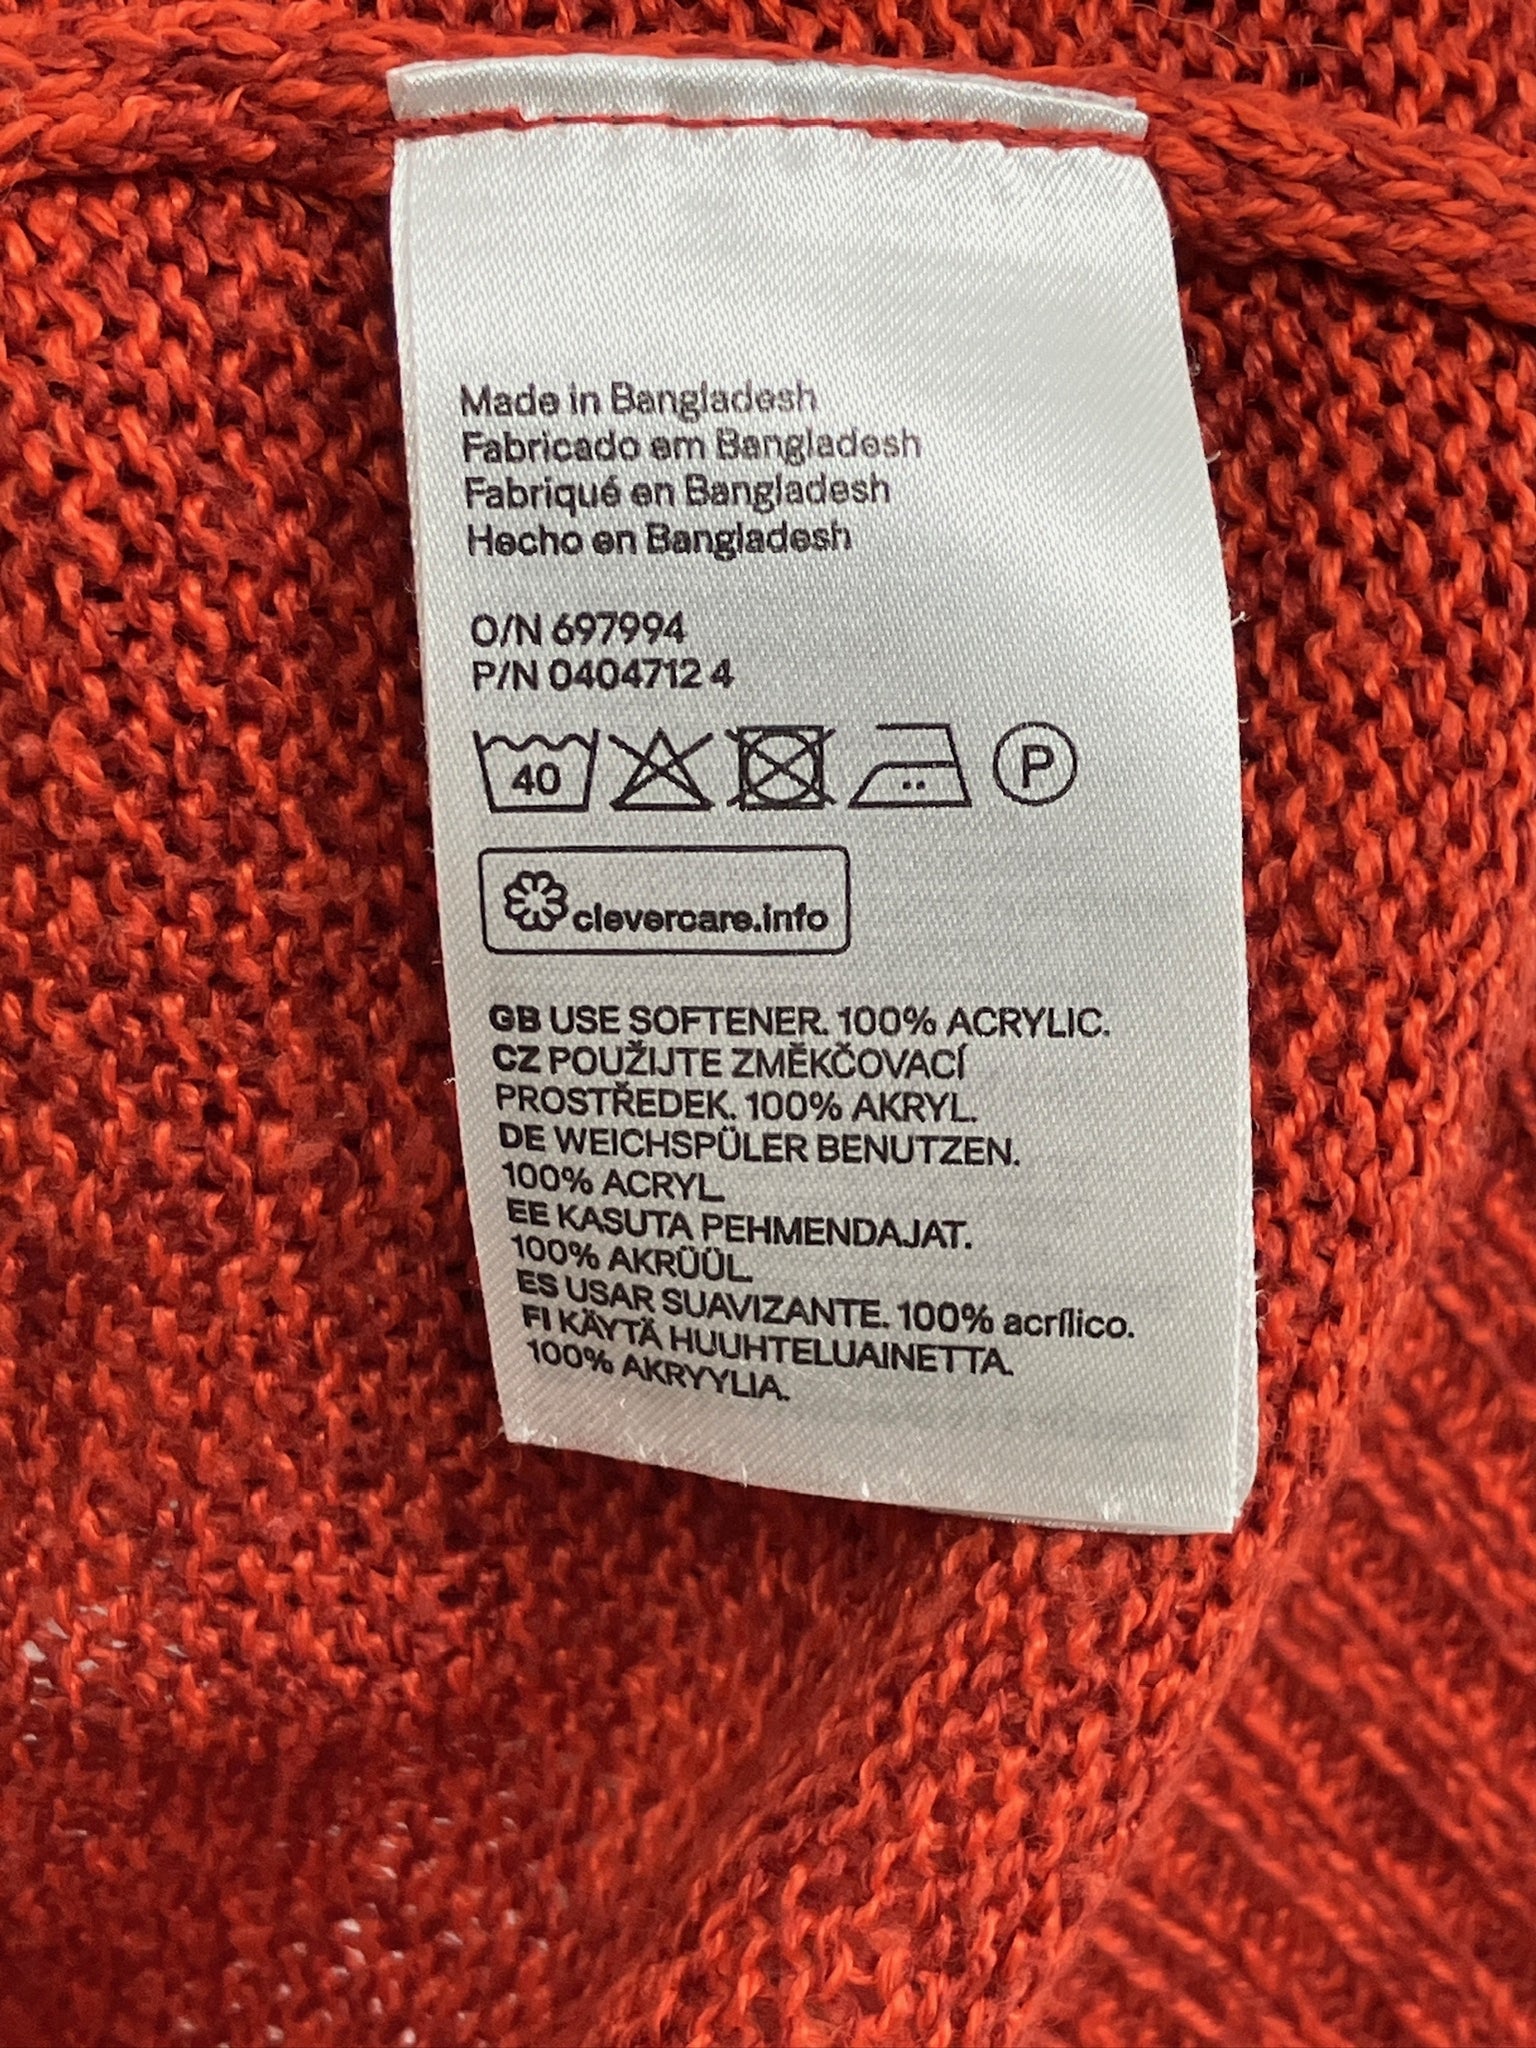 Made in Bangladesh
Fabricado em Bangladesh
Fabriqué en Bangladesh
Hecho en Bangladesh
O/N 697994
P/N 0404712 4
40 P
clevercare.info
GB USE SOFTENER. 100% ACRYLIC.
CZ POUŽIJTE ZMĚKČOVACÍ
PROSTŘEDEK. 100% AKRYL.
DE WEICHSPÜLER BENUTZEN.
100% ACRYL.
EE KASUTA PEHMENDAJAT.
100% AKRÜÜL.
ES USAR SUAVIZANTE. 100% acrílico.
FI KÄYTÄ HUUHTELUAINETTA.
100% AKRYYLIA.